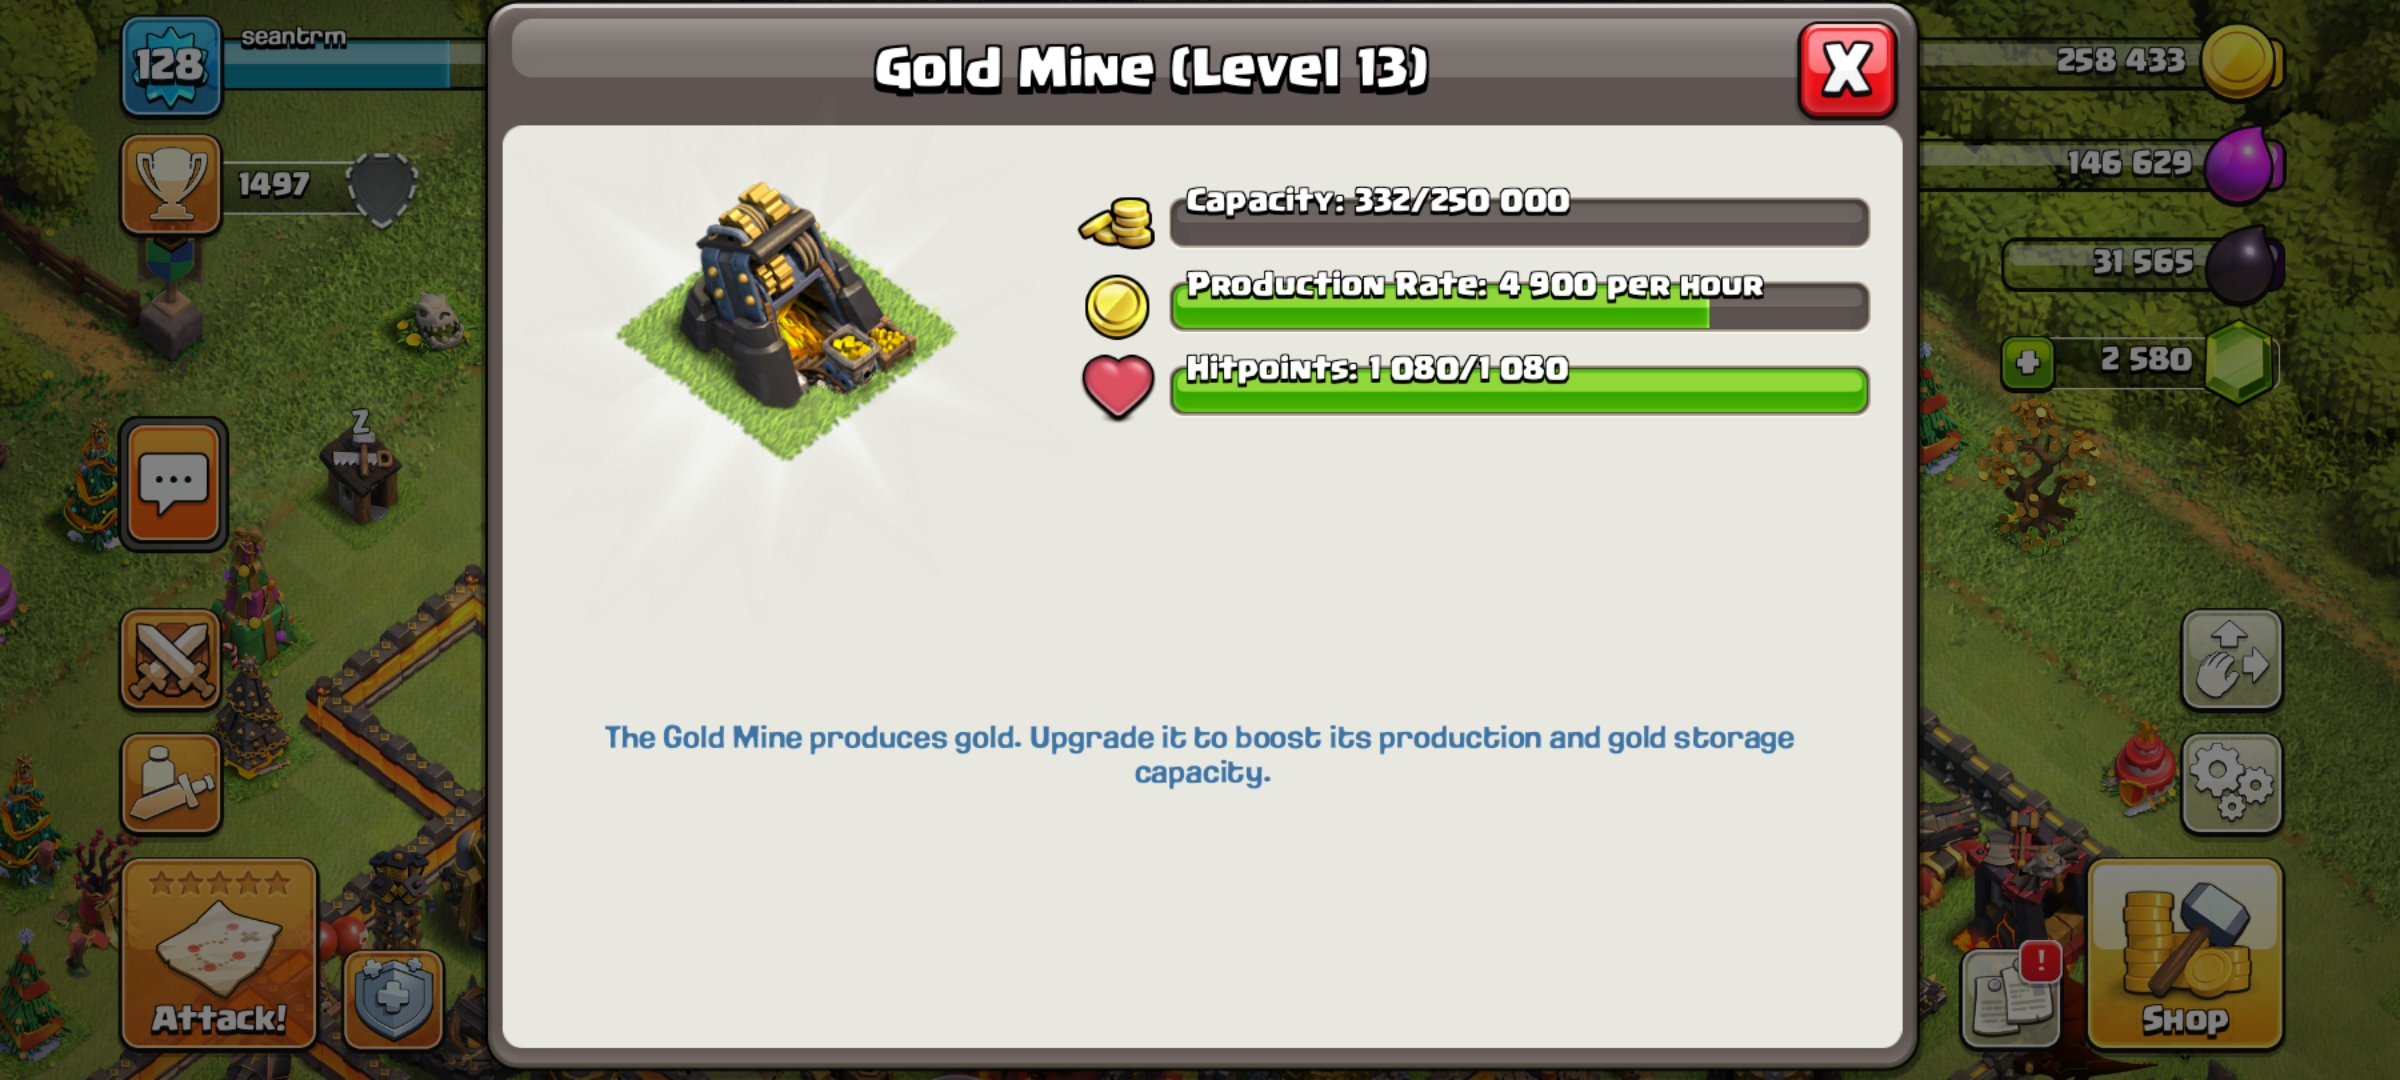 128
seantrm
Gold Mine (Level 13)
X
258 433
1497
Capacity: 332/250 000
146 629
Production Rate: 4 900 per hour
31 565
Hitpoints: 1 080/1 080
2 580
Z
The Gold Mine produces gold. Upgrade it to boost its production and gold storage
capacity.
!
Attack!
Shop